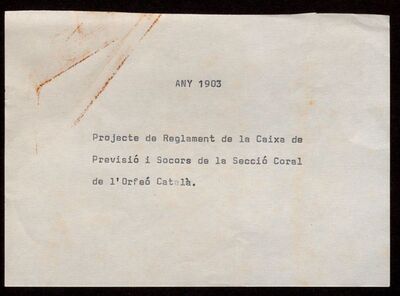 ANY 1903
Projecte de Reglament de la Caixa de
Previsió i Socors de la Secció Coral
de l'Orfeó Català.